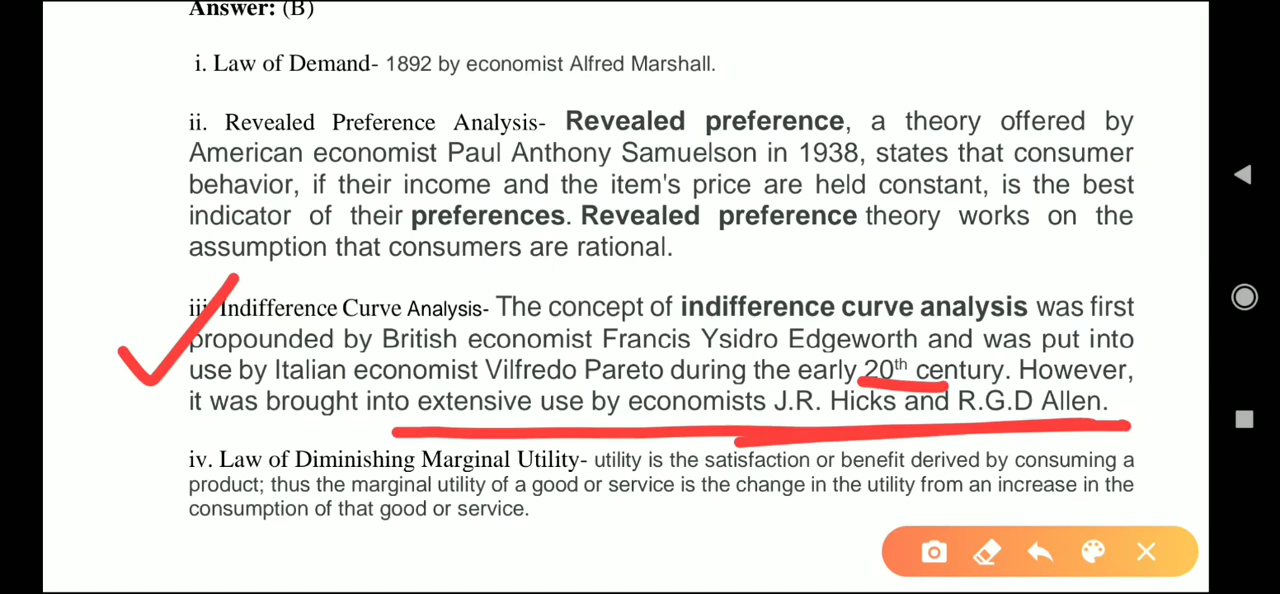 Answer: (B)
i. Law of Demand- 1892 by economist Alfred Marshall.
ii. Revealed Preference Analysis- Revealed preference, a theory offered by
American economist Paul Anthony Samuelson in 1938, states that consumer
behavior, if their income and the item's price are held constant, is the best
indicator of their preferences. Revealed preference theory works on the
assumption that consumers are rational.
iii. Indifference Curve Analysis- The concept of indifference curve analysis was first
propounded by British economist Francis Ysidro Edgeworth and was put into
use by Italian economist Vilfredo Pareto during the early 20th century. However,
it was brought into extensive use by economists J.R. Hicks and R.G.D Allen.
iv. Law of Diminishing Marginal Utility- utility is the satisfaction or benefit derived by consuming a
product; thus the marginal utility of a good or service is the change in the utility from an increase in the
consumption of that good or service.